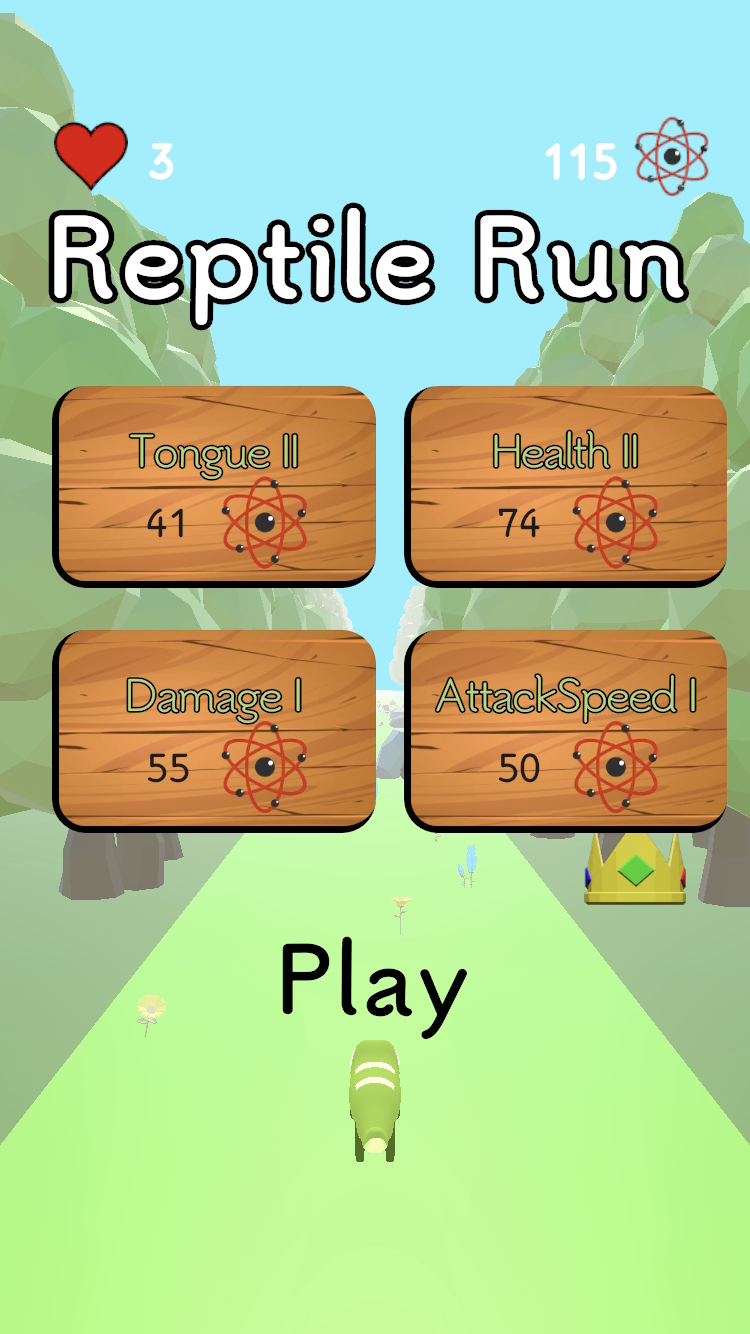 3
115
Reptile Run
Tongue II
41
Health II
74
Damage I
55
AttackSpeed I
50
Play